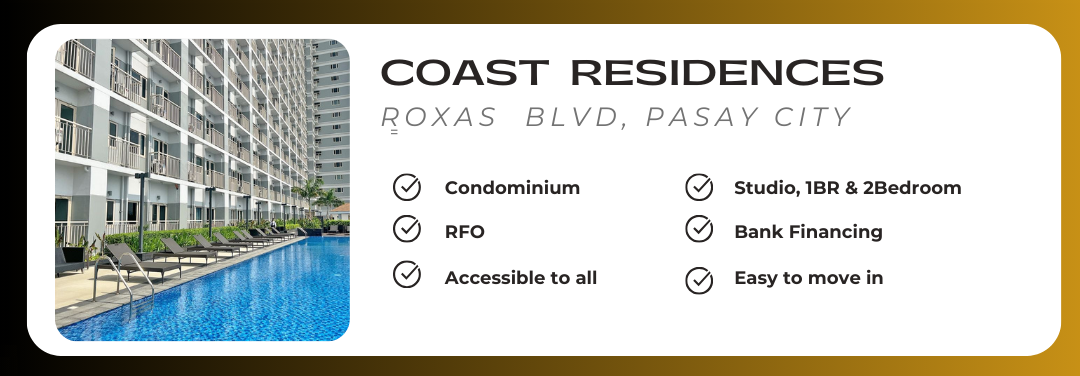 COAST RESIDENCES
ROXAS BLVD, PASAY CITY
Condominium
Studio, 1BR & 2Bedroom
RFO
Bank Financing
Accessible to all
Easy to move in